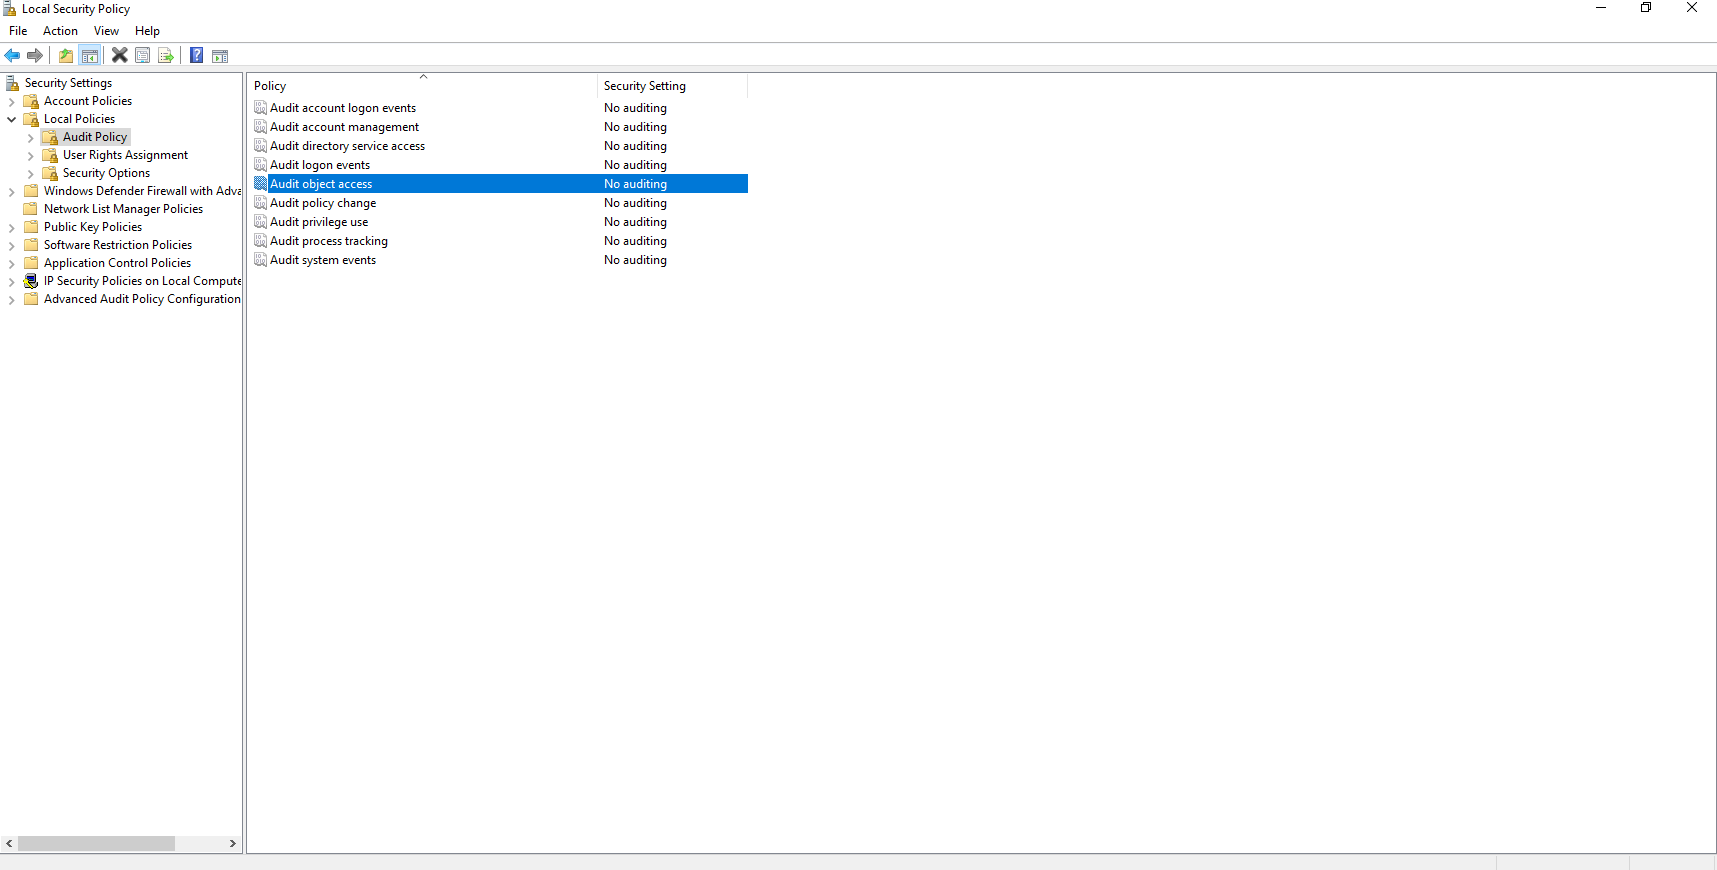 Local Security Policy
File Action View Help
Security Settings
Account Policies
Local Policies
Audit Policy
User Rights Assignment
Security Options
Windows Defender Firewall with Adva
Network List Manager Policies
Public Key Policies
Software Restriction Policies
Application Control Policies
IP Security Policies on Local Compute
Advanced Audit Policy Configuration
Policy Security Setting
Audit account logon events No auditing
Audit account management No auditing
Audit directory service access No auditing
Audit logon events No auditing
Audit object access No auditing
Audit policy change No auditing
Audit privilege use No auditing
Audit process tracking No auditing
Audit system events No auditing